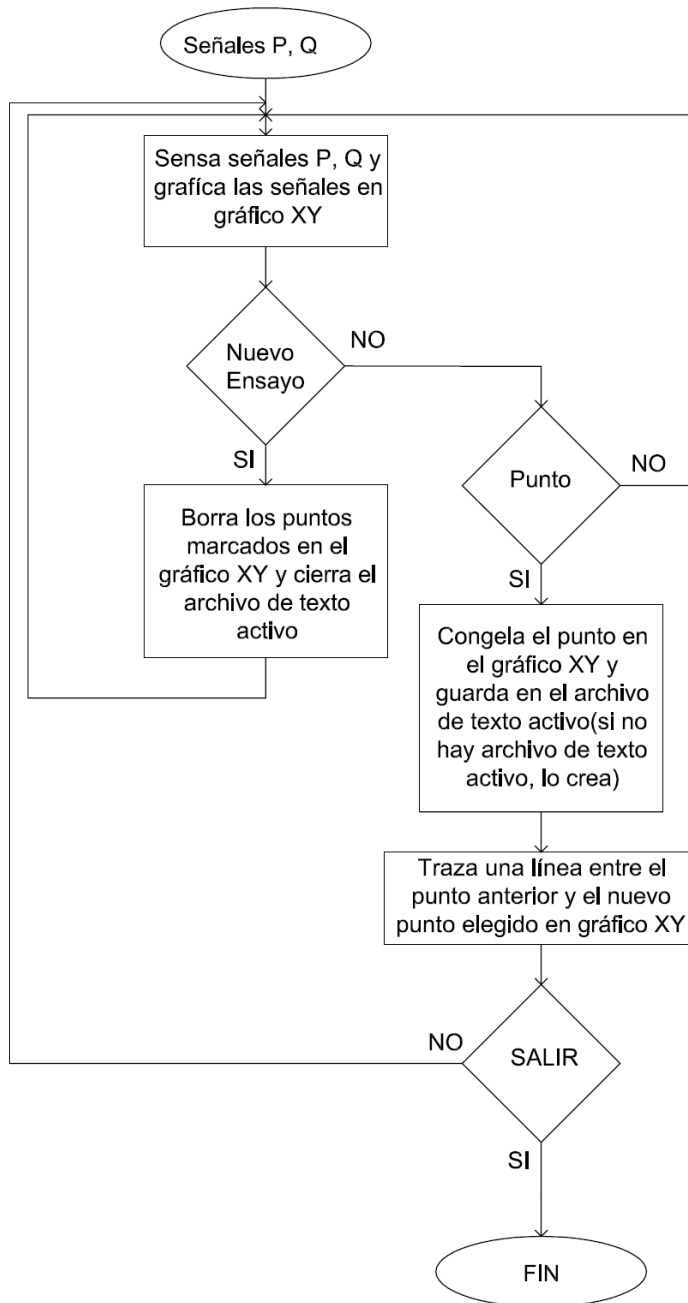 Señales P, Q
Sensa señales P, Q y
grafíca las señales en
gráfico XY
Nuevo
Ensayo
NO
SI
Punto
NO
SI
Borra los puntos
marcados en el
gráfico XY y cierra el
archivo de texto
activo
Congela el punto en
el gráfico XY y
guarda en el archivo
de texto activo(si no
hay archivo de texto
activo, lo crea)
Traza una línea entre el
punto anterior y el nuevo
punto elegido en gráfico XY
NO
SALIR
SI
FIN